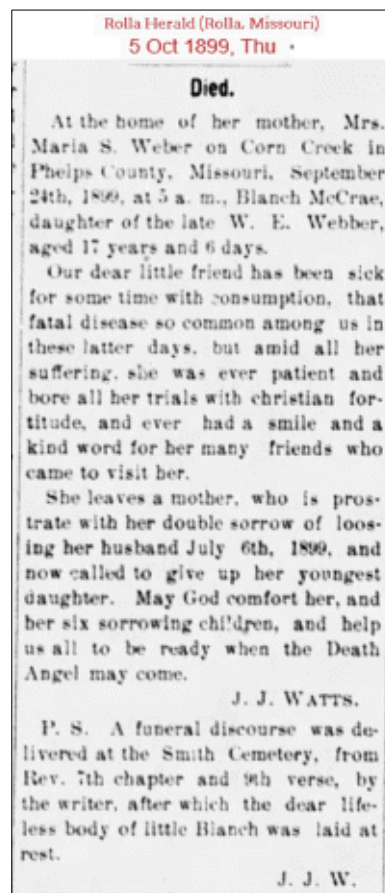 Rolla Herald (Rolla, Missouri)
5 Oct 1899, Thu
Died.
At the home of her mother, Mrs.
Maria S. Weber on Corn Creek in
Phelps County, Missouri, September
24th, 1899, at 5 a. m., Blanch McCrae,
daughter of the late W. E. Webber,
aged 17 years and 6 days.
Our dear little friend has been sick
for some time with consumption, that
fatal disease so common among us in
these latter days, but amid all her
suffering, she was ever patient and
bore all her trials with christian for-
titude, and ever had a smile and a
kind word for her many friends who
came to visit her.
She leaves a mother, who is pros-
trate with her double sorrow of loos-
ing her husband July 6th, 1899, and
now called to give up her youngest
daughter. May God comfort her, and
her six sorrowing children, and help
us all to be ready when the Death
Angel may come.
J. J. WATTS.
P. S. A funeral discourse was de-
livered at the Smith Cemetery, from
Rev. 7th chapter and 9th verse, by
the writer, after which the dear life-
less body of little Blanch was laid at
rest.
J. J. W.